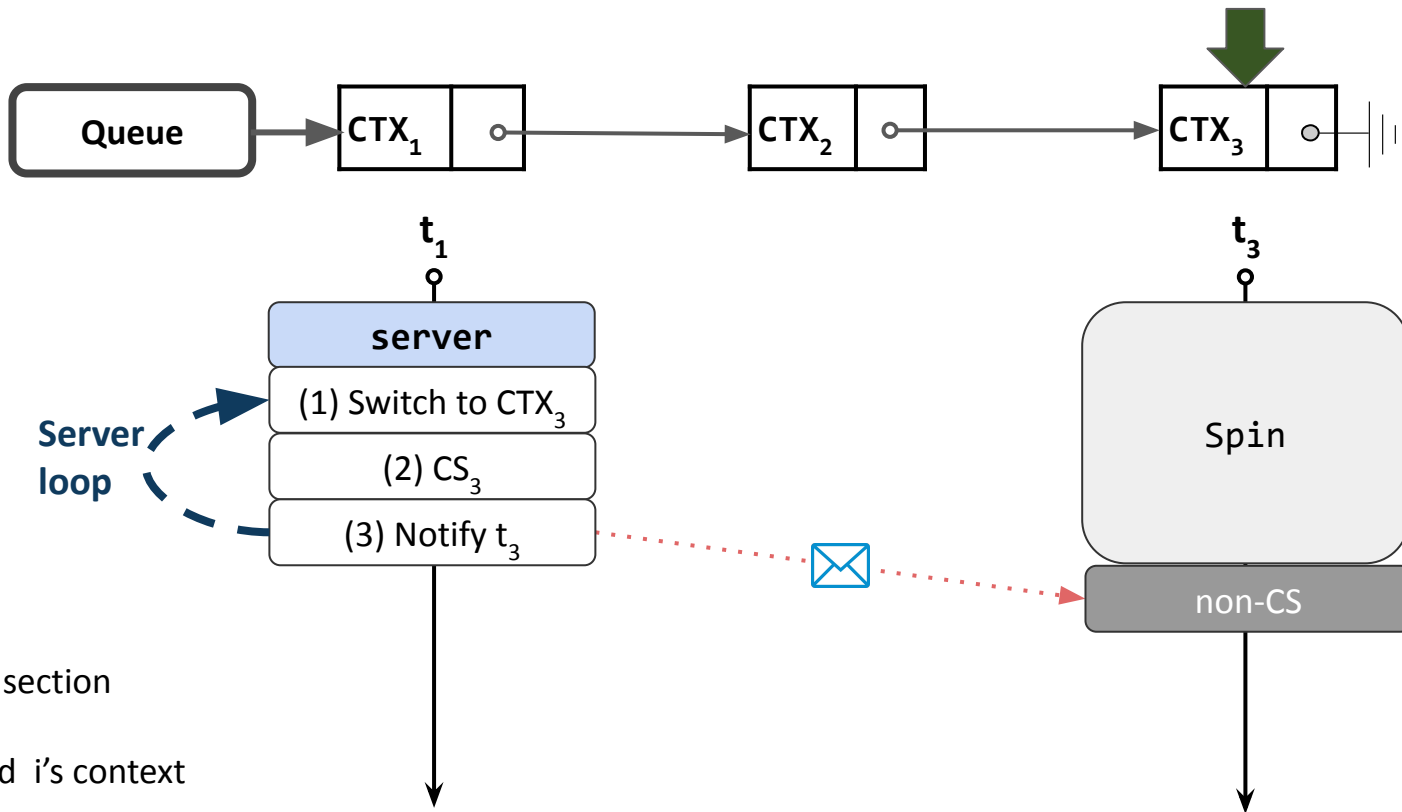 Queue
CTX₁
CTX₂
CTX₃
t₁
t₃
server
(1) Switch to CTX₃
Spin
Server
loop
(2) CS₃
(3) Notify t₃
non-CS
section
i's context